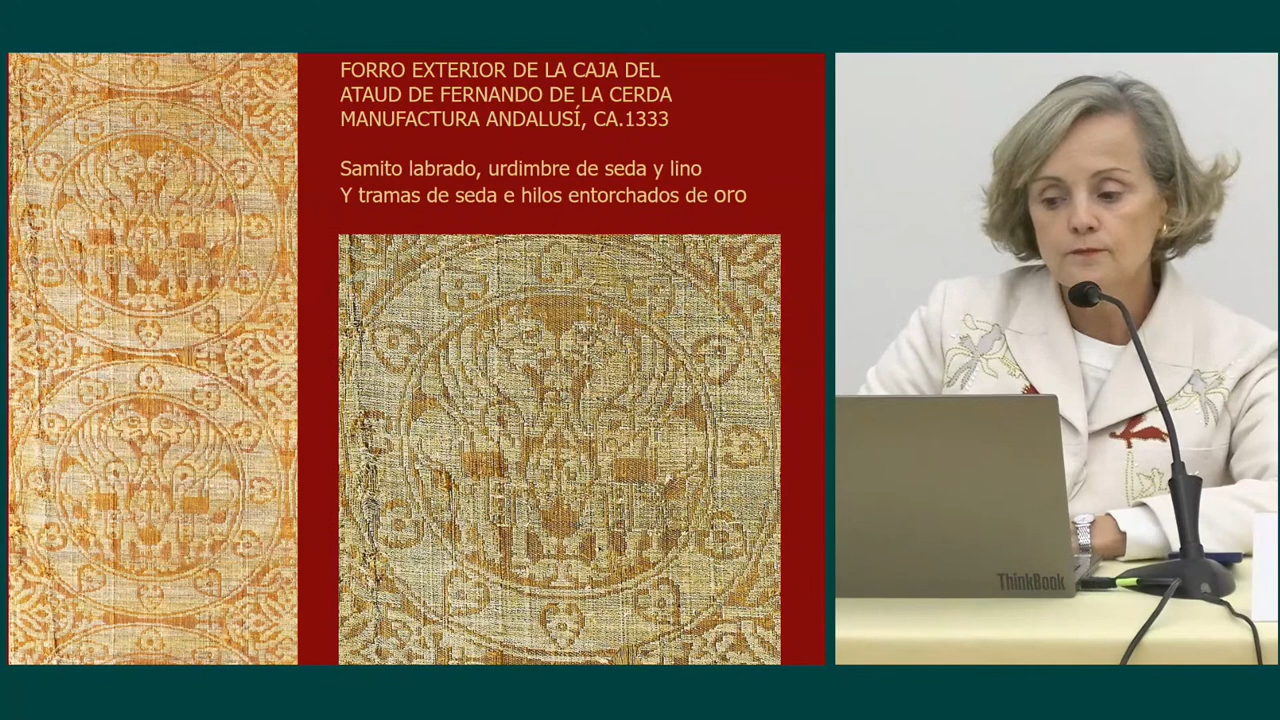 FORRO EXTERIOR DE LA CAJA DEL
ATAUD DE FERNANDO DE LA CERDA
MANUFACTURA ANDALUSÍ, CA.1333
Samito labrado, urdimbre de seda y lino
Y tramas de seda e hilos entorchados de oro
ThinkBook